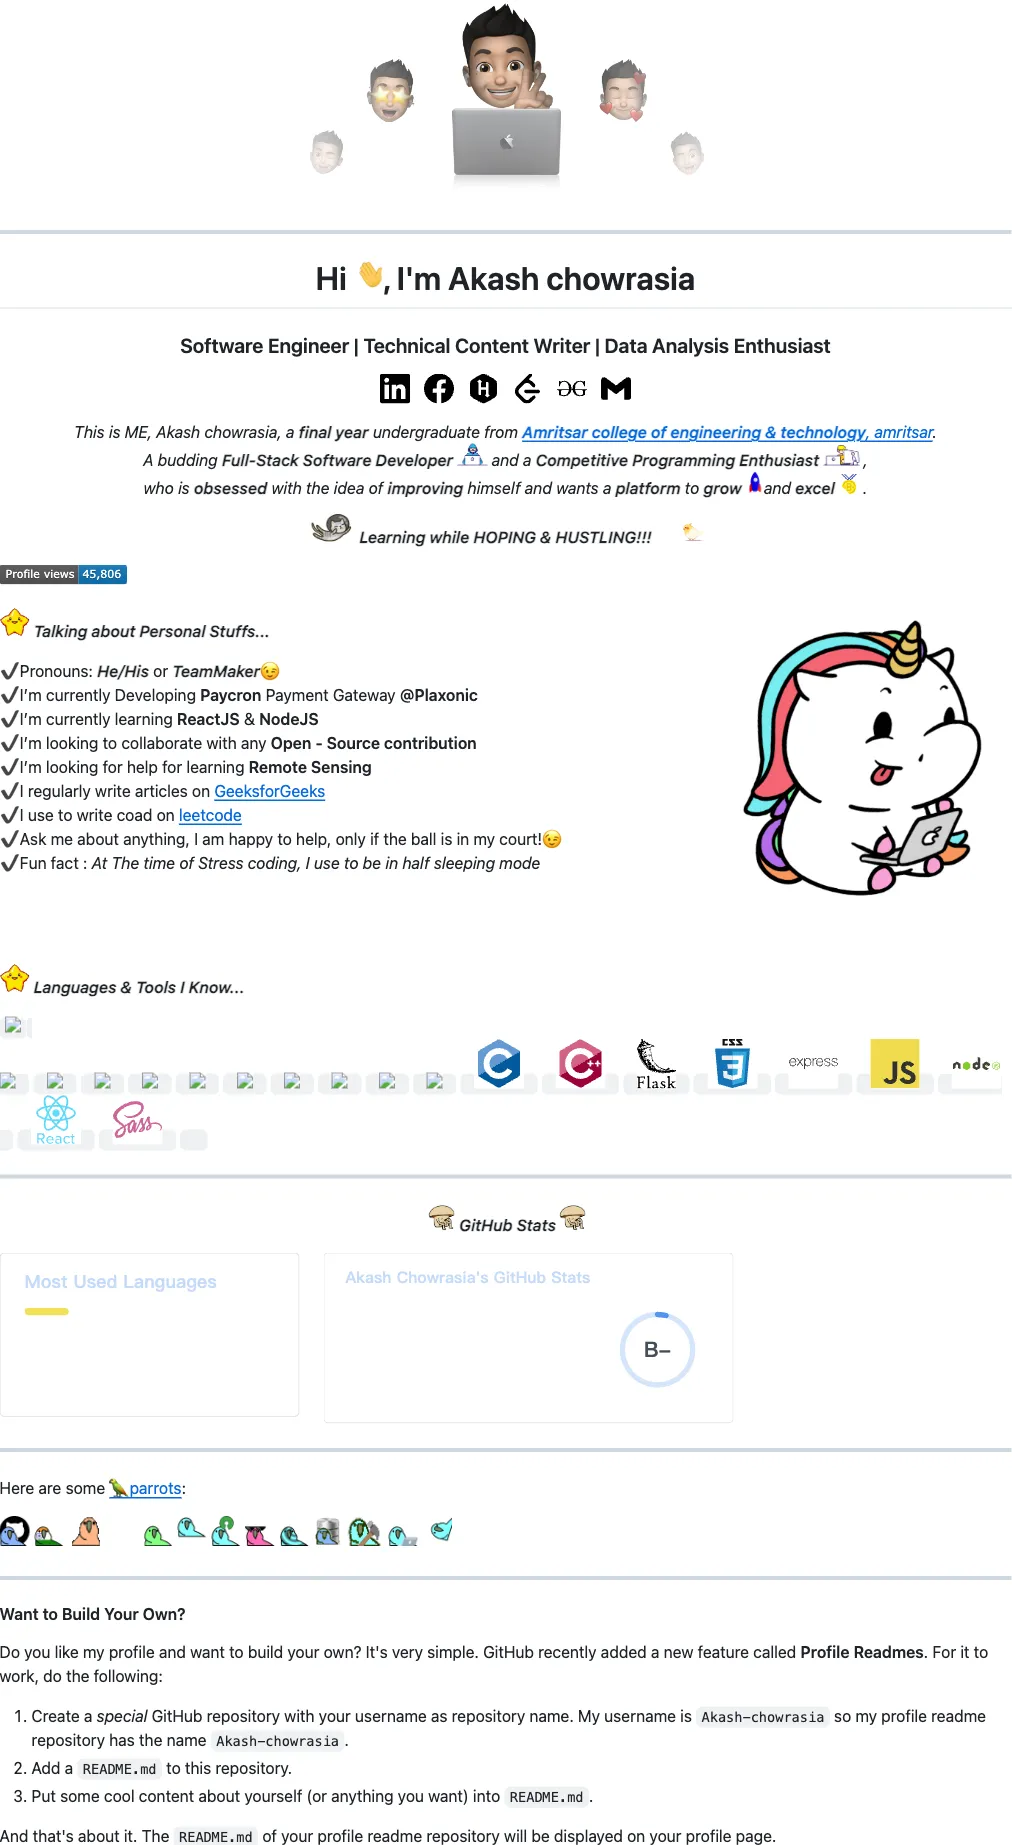 Hi 👋, I'm Akash chowrasia
Software Engineer | Technical Content Writer | Data Analysis Enthusiast
This is ME, Akash chowrasia, a final year undergraduate from Amritsar college of engineering & technology, amritsar.
A budding Full-Stack Software Developer and a Competitive Programming Enthusiast ,
who is obsessed with the idea of improving himself and wants a platform to grow and excel .
Learning while HOPING & HUSTLING!!!
Profile views 45,806
Talking about Personal Stuffs...
✔Pronouns: He/His or TeamMaker😉
✔I’m currently Developing Paycron Payment Gateway @Plaxonic
✔I’m currently learning ReactJS & NodeJS
✔I’m looking to collaborate with any Open - Source contribution
✔I’m looking for help for learning Remote Sensing
✔I regularly write articles on GeeksforGeeks
✔I use to write coad on leetcode
✔Ask me about anything, I am happy to help, only if the ball is in my court!😉
✔Fun fact : At The time of Stress coding, I use to be in half sleeping mode
Languages & Tools I Know...
C C++ Flask CSS 3 express JS node
React Sass
GitHub Stats
Most Used Languages
Akash Chowrasia's GitHub Stats
B-
Here are some 🦜parrots:
Want to Build Your Own?
Do you like my profile and want to build your own? It's very simple. GitHub recently added a new feature called Profile Readmes. For it to
work, do the following:
1. Create a special GitHub repository with your username as repository name. My username is Akash-chowrasia so my profile readme
repository has the name Akash-chowrasia .
2. Add a README.md to this repository.
3. Put some cool content about yourself (or anything you want) into README.md .
And that's about it. The README.md of your profile readme repository will be displayed on your profile page.